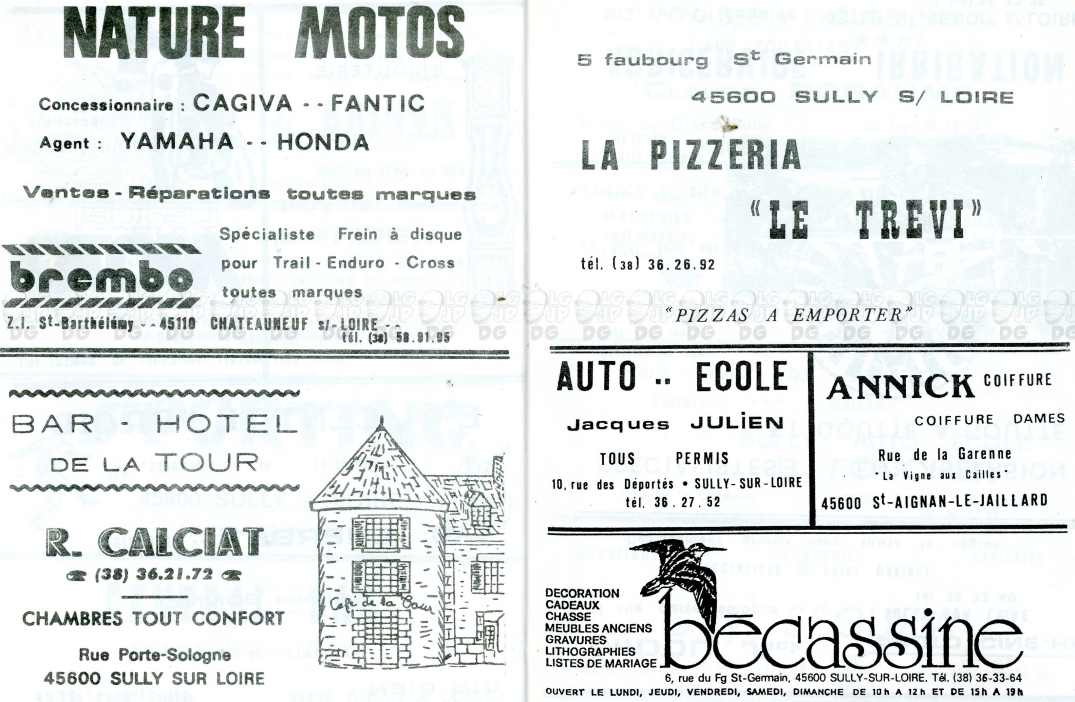 NATURE MOTOS
Concessionnaire : CAGIVA - - FANTIC
Agent : YAMAHA - - HONDA
Ventes - Réparations toutes marques
brembo
Spécialiste Frein à disque
pour Trail - Enduro - Cross
toutes marques
Z.I. St-Barthélémy - - 45110 CHATEAUNEUF s/- LOIRE - -
tél. (38) 58.91.95
BAR - HOTEL
DE LA TOUR
R. CALCIAT
(38) 36.21.72
CHAMBRES TOUT CONFORT
Rue Porte-Sologne
45600 SULLY SUR LOIRE
Café de la Tour
5 faubourg St Germain
45600 SULLY S/ LOIRE
LA PIZZERIA
"LE TREVI"
tél. (38) 36.26.92
"PIZZAS A EMPORTER"
AUTO .. ECOLE
Jacques JULiEN
TOUS PERMIS
10, rue des Déportés • SULLY-SUR-LOIRE
tél. 36.27.52
ANNICK COIFFURE
COIFFURE DAMES
Rue de la Garenne
"La Vigne aux Cailles"
45600 St-AIGNAN-LE-JAILLARD
DECORATION
CADEAUX
CHASSE
MEUBLES ANCIENS
GRAVURES
LITHOGRAPHIES
LISTES DE MARIAGE
bécassine
6, rue du Fg St-Germain, 45600 SULLY-SUR-LOIRE. Tél. (38) 36-33-64
OUVERT LE LUNDI, JEUDI, VENDREDI, SAMEDI, DIMANCHE DE 10h A 12h ET DE 15h A 19h